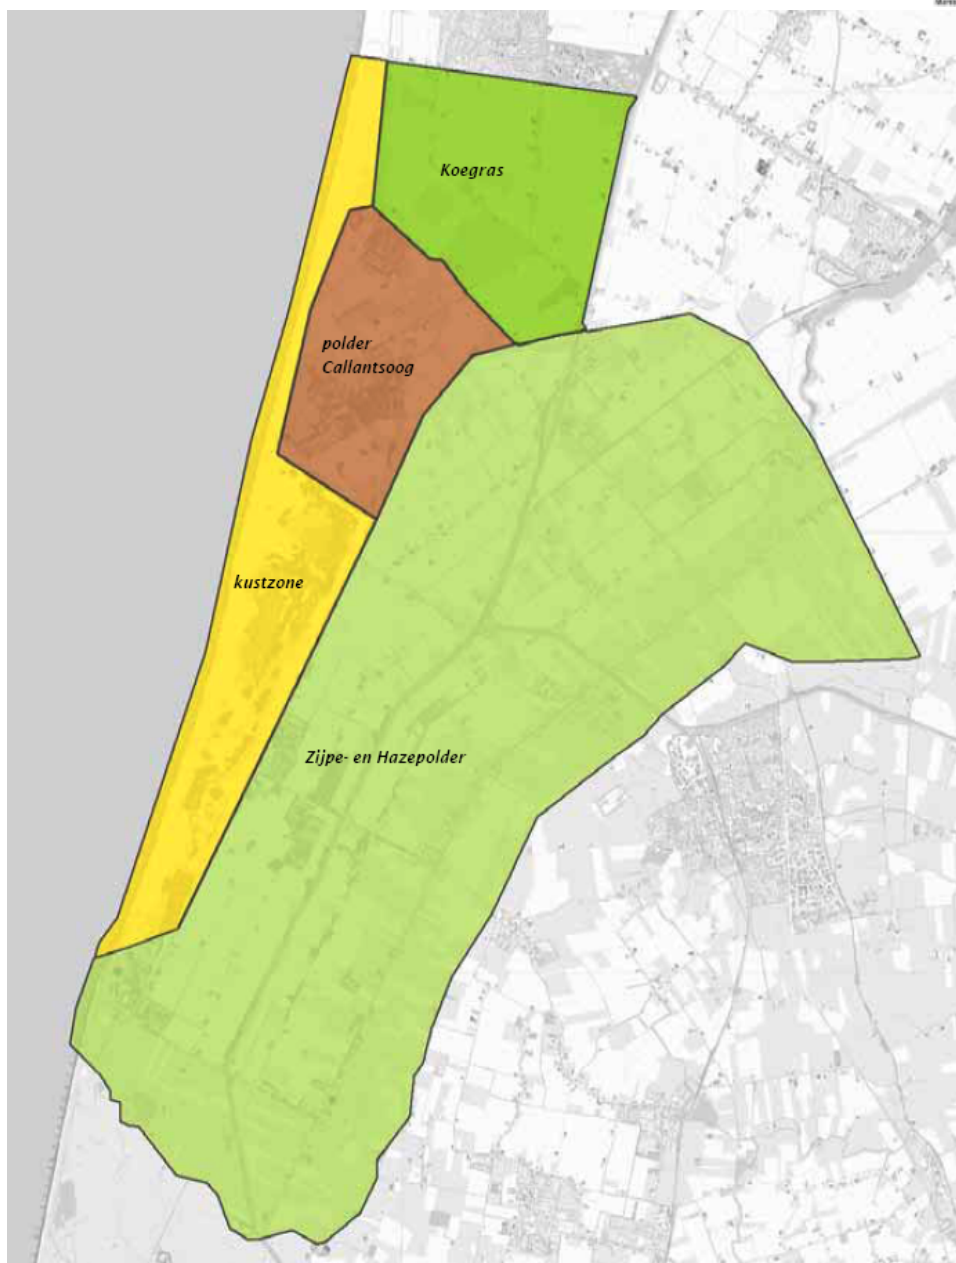 Koegras
polder
Callantsoog
kustzone
Zijpe- en Hazepolder